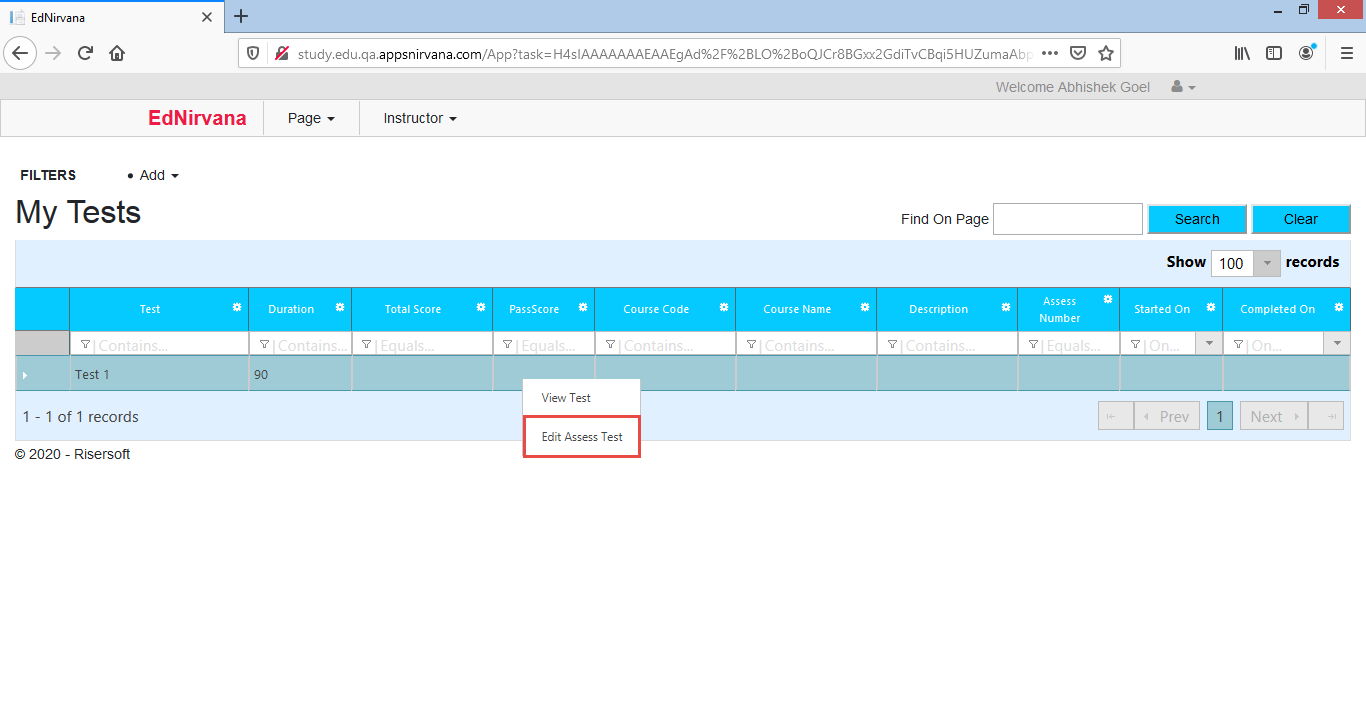 EdNirvana
study.edu.qa.appsnirvana.com/App?task=H4sIAAAAAAAEAAEgAd%2F%2BLO%2BoQJCr8BGxx2GdiTvCBqi5HUZumaAbp
Welcome Abhishek Goel
EdNirvana Page Instructor
FILTERS • Add
My Tests
Find On Page Search Clear
Show 100 records
Test Duration Total Score PassScore Course Code Course Name Description Assess Number Started On Completed On
Contains... Contains... Equals... Equals... Contains... Contains... Contains... Equals... On... On...
Test 1 90
View Test
Edit Assess Test
1 - 1 of 1 records Prev 1 Next
© 2020 - Risersoft